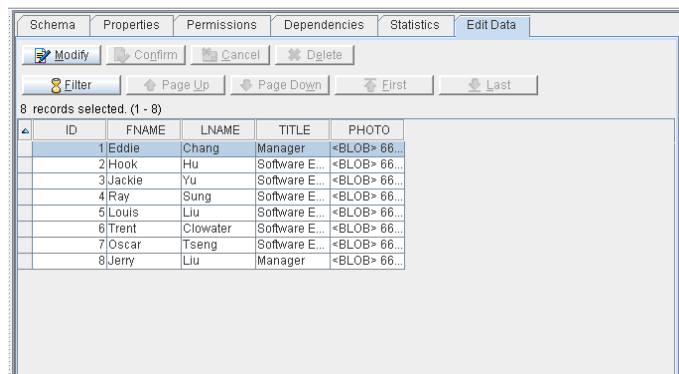 Schema Properties Permissions Dependencies Statistics Edit Data
Modify Confirm Cancel Delete
Filter Page Up Page Down First Last
8 records selected. (1 - 8)
ID FNAME LNAME TITLE PHOTO
1 Eddie Chang Manager <BLOB> 66...
2 Hook Hu Software E... <BLOB> 66...
3 Jackie Yu Software E... <BLOB> 66...
4 Ray Sung Software E... <BLOB> 66...
5 Louis Liu Software E... <BLOB> 66...
6 Trent Clowater Software E... <BLOB> 66...
7 Oscar Tseng Software E... <BLOB> 66...
8 Jerry Liu Manager <BLOB> 66...